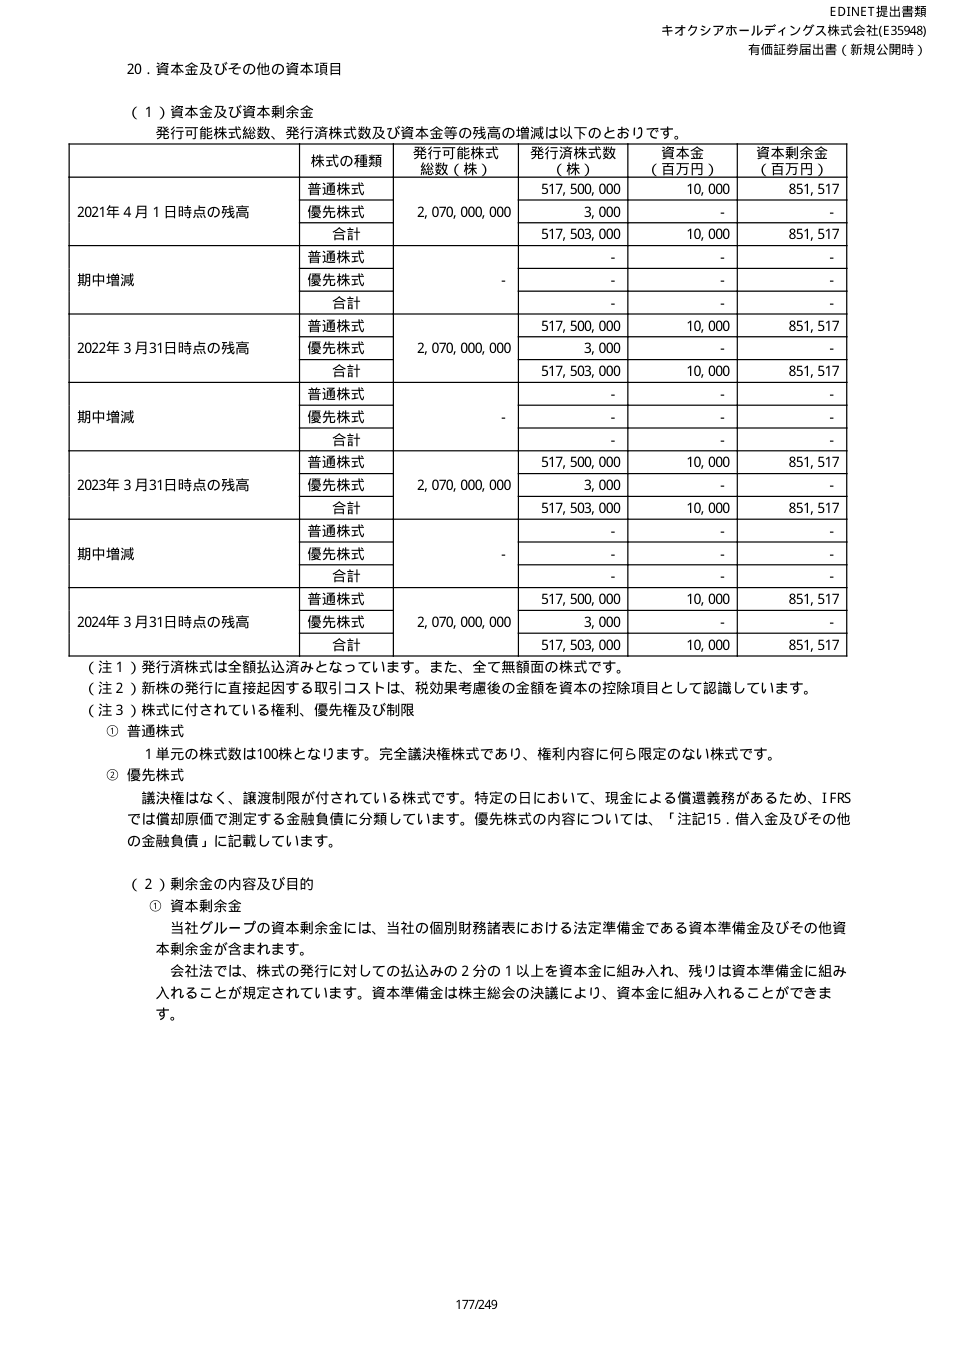 EDINET提出書類
キオクシアホールディングス株式会社(E35948)
有価証券届出書（新規公開時）
20．資本金及びその他の資本項目
（１）資本金及び資本剰余金
発行可能株式総数、発行済株式数及び資本金等の残高の増減は以下のとおりです。
株式の種類 発行可能株式総数（株） 発行済株式数（株） 資本金（百万円） 資本剰余金（百万円）
2021年４月１日時点の残高 普通株式 2,070,000,000 517,500,000 10,000 851,517
優先株式 3,000 - -
合計 517,503,000 10,000 851,517
期中増減 普通株式 - - - -
優先株式 - - -
合計 - - -
2022年３月31日時点の残高 普通株式 2,070,000,000 517,500,000 10,000 851,517
優先株式 3,000 - -
合計 517,503,000 10,000 851,517
期中増減 普通株式 - - - -
優先株式 - - -
合計 - - -
2023年３月31日時点の残高 普通株式 2,070,000,000 517,500,000 10,000 851,517
優先株式 3,000 - -
合計 517,503,000 10,000 851,517
期中増減 普通株式 - - - -
優先株式 - - -
合計 - - -
2024年３月31日時点の残高 普通株式 2,070,000,000 517,500,000 10,000 851,517
優先株式 3,000 - -
合計 517,503,000 10,000 851,517
（注１）発行済株式は全額払込済みとなっています。また、全て無額面の株式です。
（注２）新株の発行に直接起因する取引コストは、税効果考慮後の金額を資本の控除項目として認識しています。
（注３）株式に付されている権利、優先権及び制限
① 普通株式
１単元の株式数は100株となります。完全議決権株式であり、権利内容に何ら限定のない株式です。
② 優先株式
議決権はなく、譲渡制限が付されている株式です。特定の日において、現金による償還義務があるため、IFRS
では償却原価で測定する金融負債に分類しています。優先株式の内容については、「注記15．借入金及びその他
の金融負債」に記載しています。
（２）剰余金の内容及び目的
① 資本剰余金
当社グループの資本剰余金には、当社の個別財務諸表における法定準備金である資本準備金及びその他資
本剰余金が含まれます。
会社法では、株式の発行に対しての払込みの２分の１以上を資本金に組み入れ、残りは資本準備金に組み
入れることが規定されています。資本準備金は株主総会の決議により、資本金に組み入れることができま
す。
177/249